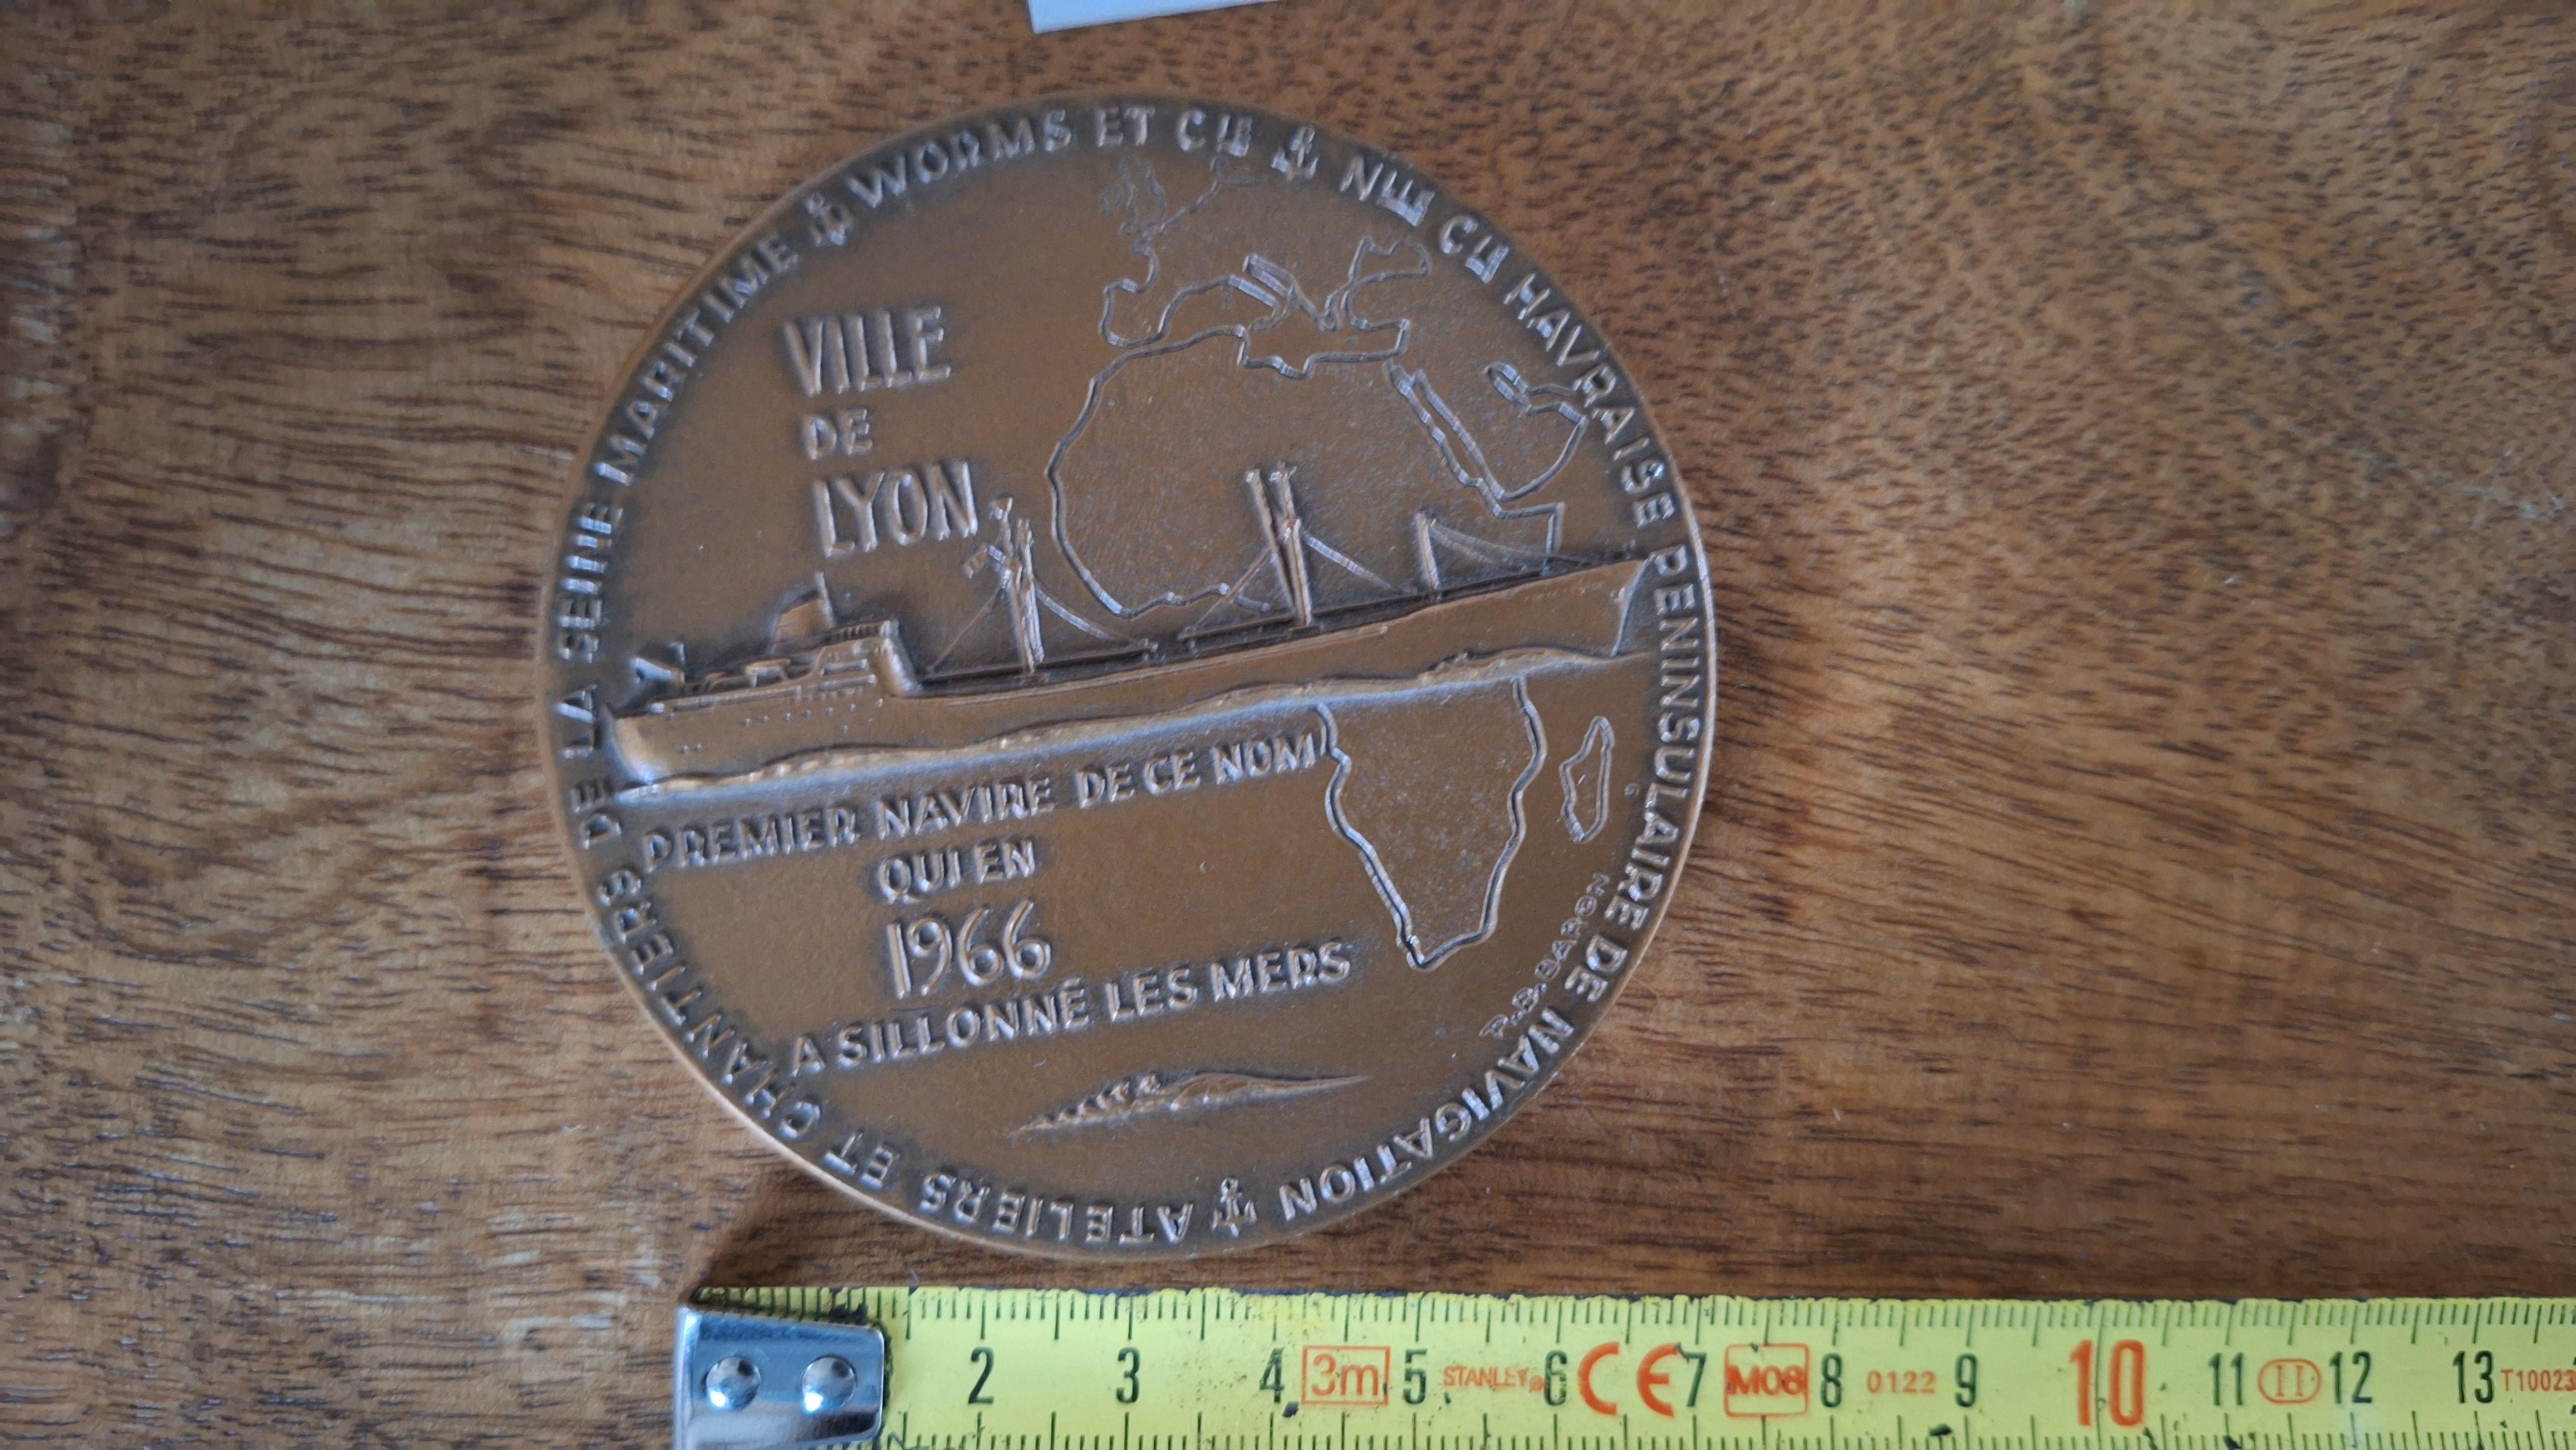 WORMS ET CIE ⚓ NLLE CIE HAVRAISE PENINSULAIRE DE NAVIGATION ⚓ ATELIERS ET CHANTIERS DE LA SEINE MARITIME ⚓
VILLE
DE
LYON
PREMIER NAVIRE DE CE NOM
QUI EN
1966
A SILLONNÉ LES MERS
P.B. BARON
2 3 4 3m 5 STANLEY 6 CE 7 M08 8 0122 9 10 11 II 12 13 T10023